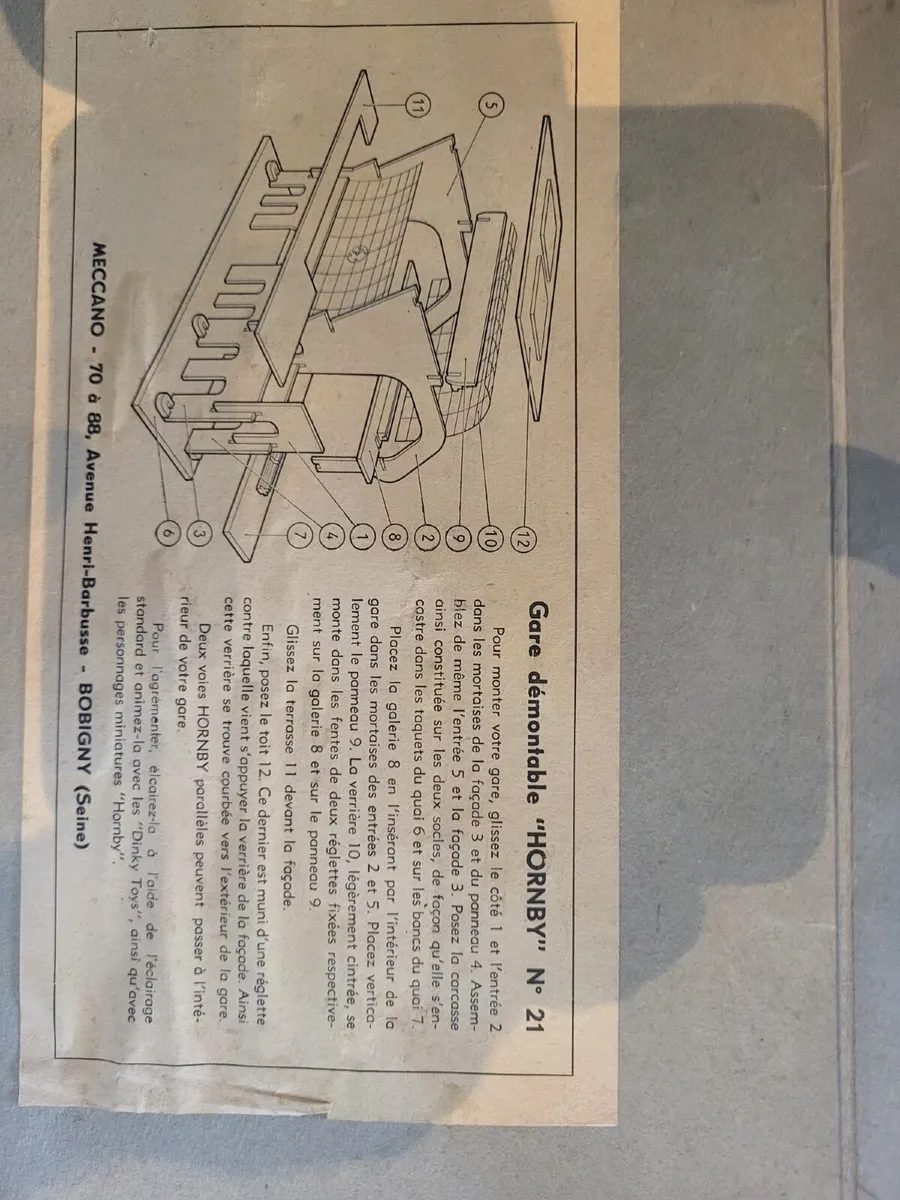 Gare démontable "HORNBY" N° 21
Pour monter votre gare, glissez le côté 1 et l'entrée 2
dans les mortaises de la façade 3 et du panneau 4. Assem-
blez de même l'entrée 5 et la façade 3. Posez la carcasse
ainsi constituée sur les deux socles, de façon qu'elle s'en-
castre dans les taquets du quai 6 et sur les bancs du quai 7.
Placez la galerie 8 en l'insérant par l'intérieur de la
gare dans les mortaises des entrées 2 et 5. Placez vertica-
lement le panneau 9. La verrière 10, légèrement cintrée, se
monte dans les fentes de deux réglettes fixées respective-
ment sur la galerie 8 et sur le panneau 9.
Glissez la terrasse 11 devant la façade.
Enfin, posez le toit 12. Ce dernier est muni d'une réglette
contre laquelle vient s'appuyer la verrière de la façade. Ainsi
cette verrière se trouve courbée vers l'extérieur de la gare.
Deux voies HORNBY parallèles peuvent passer à l'inté-
rieur de votre gare.
Pour l'agrémenter, élcairez-la à l'aide de l'éclairage
standard et animez-la avec les "Dinky Toys", ainsi qu'avec
les personnages miniatures "Hornby".
5
11
3
12
10
9
2
8
1
4
7
3
6
MECCANO - 70 à 88, Avenue Henri-Barbusse - BOBIGNY (Seine)